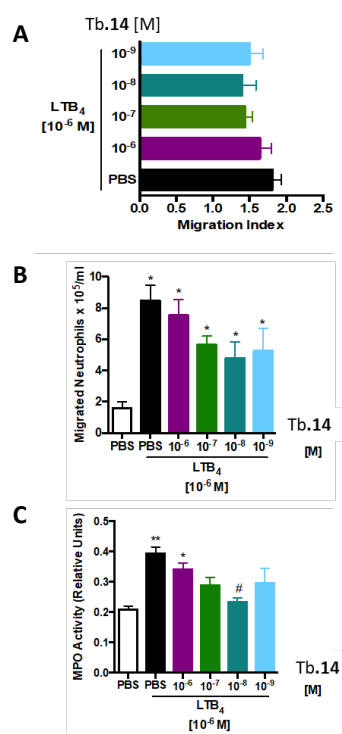 A
Tb.14 [M]
10⁻⁹
10⁻⁸
LTB₄
[10⁻⁶ M]
10⁻⁷
10⁻⁶
PBS
0.0 0.5 1.0 1.5 2.0 2.5
Migration Index
B
Migrated Neutrophils x 10⁵/ml
10
8
6
4
2
0
* * * * *
PBS PBS 10⁻⁶ 10⁻⁷ 10⁻⁸ 10⁻⁹
Tb.14
[M]
LTB₄
[10⁻⁶ M]
C
MPO Activity (Relative Units)
0.5
0.4
0.3
0.2
0.1
0.0
** * #
PBS PBS 10⁻⁶ 10⁻⁷ 10⁻⁸ 10⁻⁹
Tb.14
[M]
LTB₄
[10⁻⁶ M]